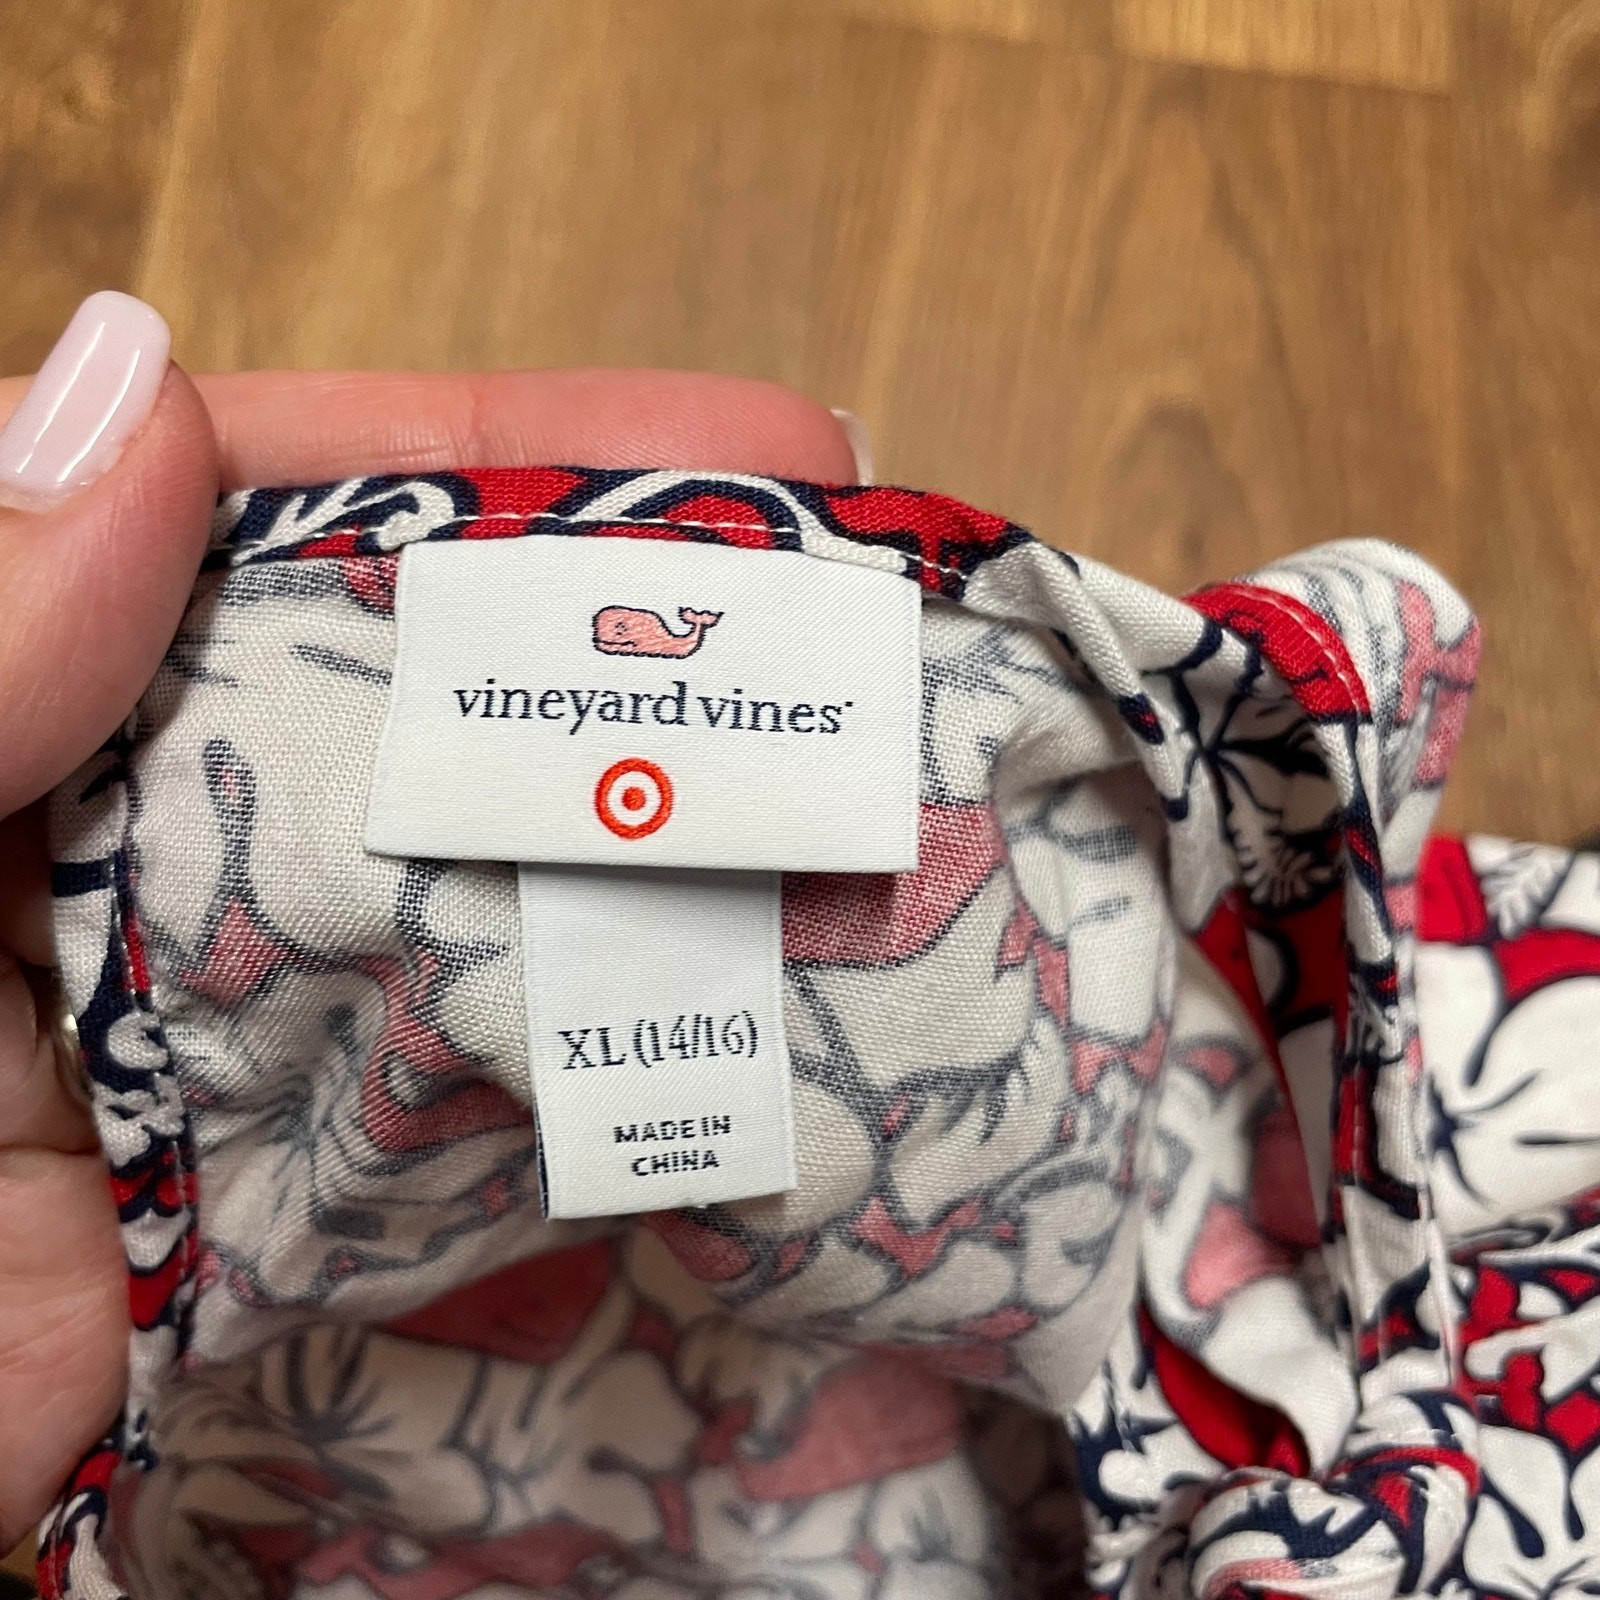 vineyard vines
XL (14/16)
MADE IN
CHINA